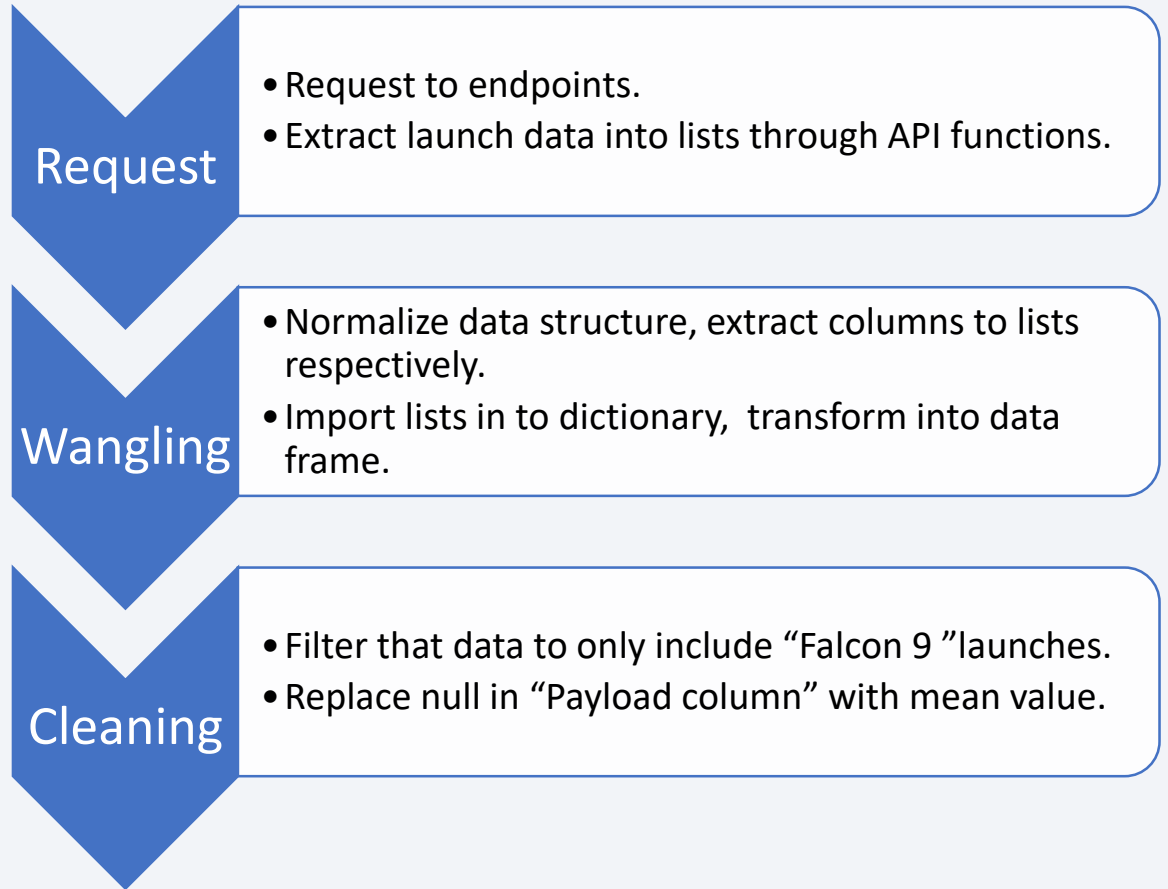 Request
• Request to endpoints.
• Extract launch data into lists through API functions.
Wangling
• Normalize data structure, extract columns to lists
respectively.
• Import lists in to dictionary,  transform into data
frame.
Cleaning
• Filter that data to only include “Falcon 9 ”launches.
• Replace null in “Payload column” with mean value.